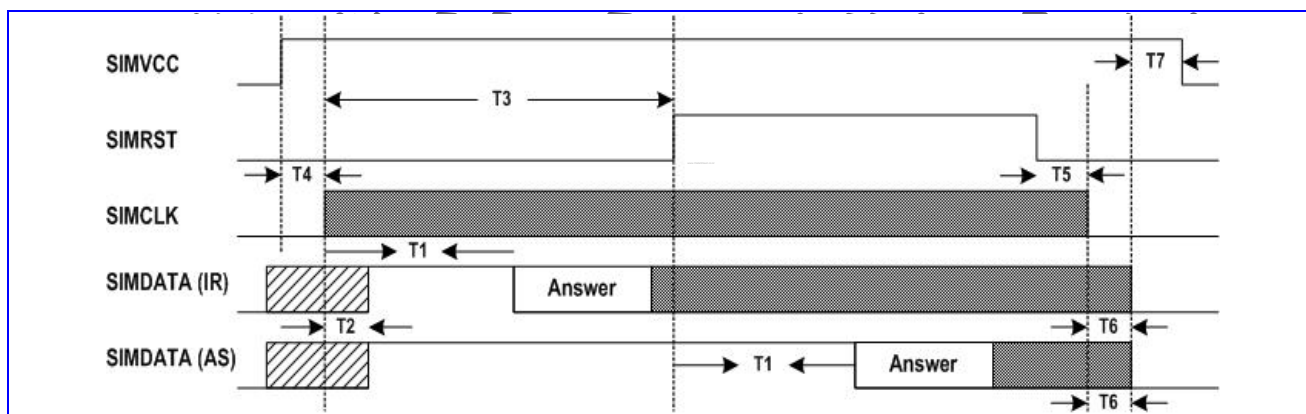 SIMVCC
T7
T3
SIMRST
T4
T5
SIMCLK
T1
SIMDATA (IR)
Answer
T2
T6
SIMDATA (AS)
T1
Answer
T6